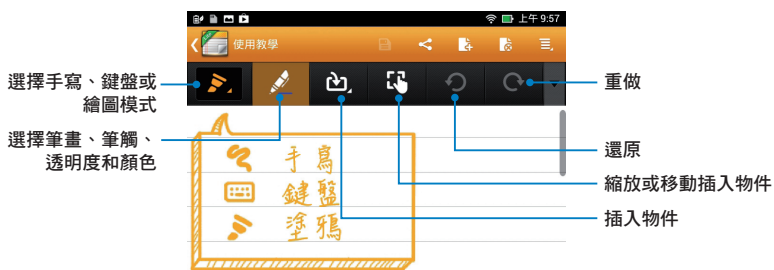 上午 9:57
使用教學
選擇手寫、鍵盤或
繪圖模式
選擇筆畫、筆觸、
透明度和顏色
重做
還原
縮放或移動插入物件
插入物件
手寫
鍵盤
塗鴉